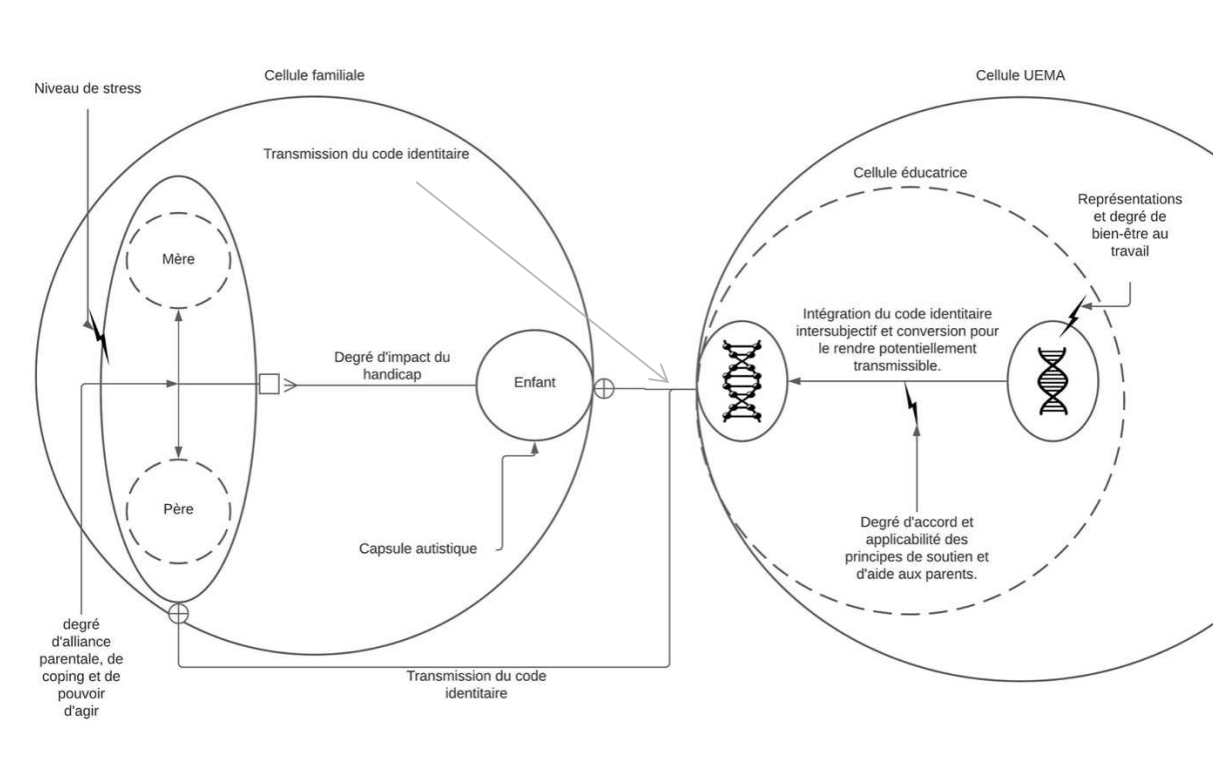 Niveau de stress
Cellule familiale
Cellule UEMA
Transmission du code identitaire
Cellule éducatrice
Représentations
et degré de
bien-être au
travail
Mère
Intégration du code identitaire
intersubjectif et conversion pour
le rendre potentiellement
transmissible.
Degré d'impact du
handicap
Enfant
Père
Capsule autistique
Degré d'accord et
applicabilité des
principes de soutien et
d'aide aux parents.
degré
d'alliance
parentale, de
coping et de
pouvoir
d'agir
Transmission du code
identitaire